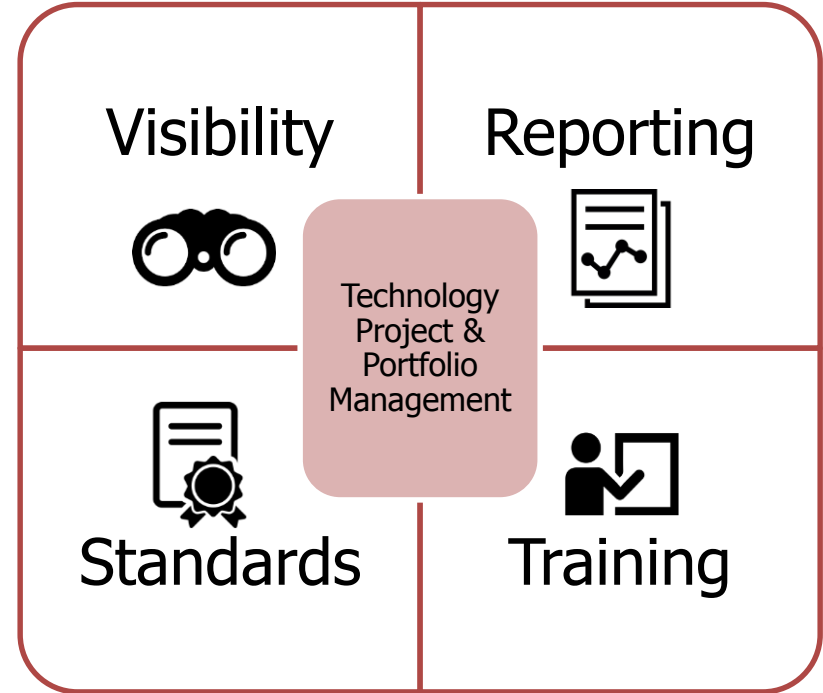 Visibility
Reporting
Technology
Project &
Portfolio
Management
Standards
Training